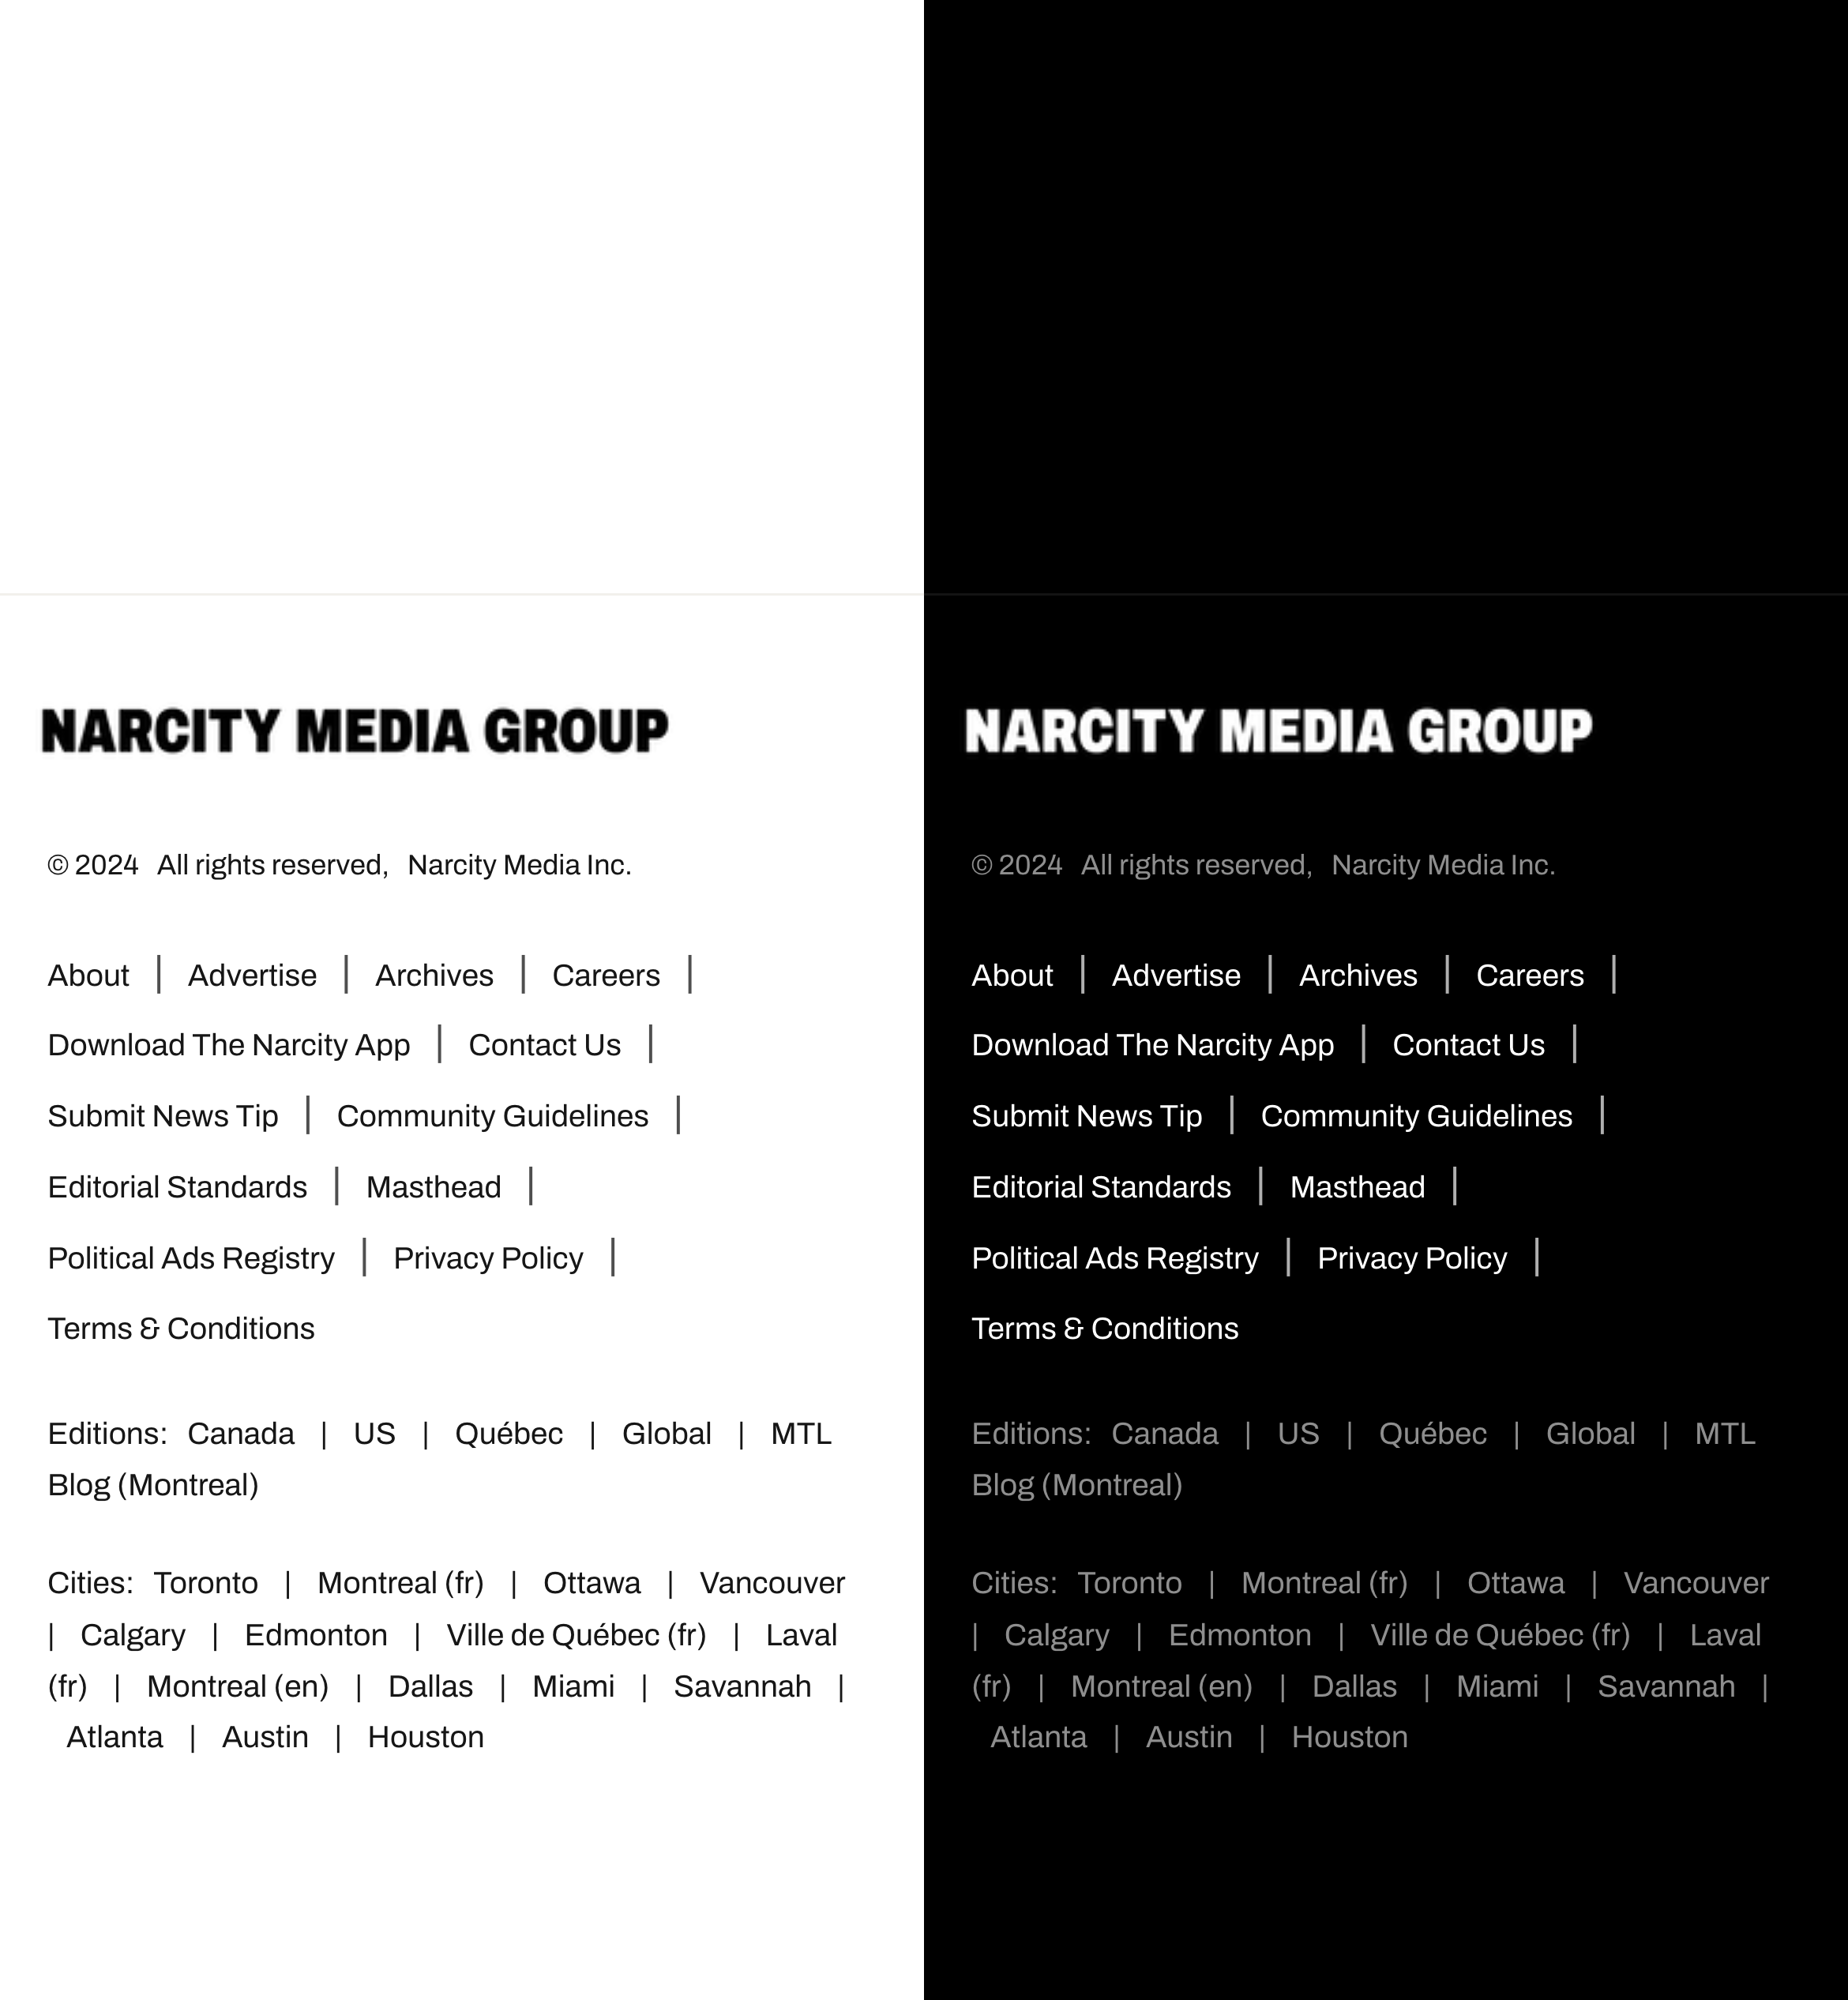 NARCITY MEDIA GROUP
© 2024 All rights reserved, Narcity Media Inc.
About | Advertise | Archives | Careers |
Download The Narcity App | Contact Us |
Submit News Tip | Community Guidelines |
Editorial Standards | Masthead |
Political Ads Registry | Privacy Policy |
Terms & Conditions
Editions: Canada | US | Québec | Global | MTL
Blog (Montreal)
Cities: Toronto | Montreal (fr) | Ottawa | Vancouver
| Calgary | Edmonton | Ville de Québec (fr) | Laval
(fr) | Montreal (en) | Dallas | Miami | Savannah |
Atlanta | Austin | Houston
NARCITY MEDIA GROUP
© 2024 All rights reserved, Narcity Media Inc.
About | Advertise | Archives | Careers |
Download The Narcity App | Contact Us |
Submit News Tip | Community Guidelines |
Editorial Standards | Masthead |
Political Ads Registry | Privacy Policy |
Terms & Conditions
Editions: Canada | US | Québec | Global | MTL
Blog (Montreal)
Cities: Toronto | Montreal (fr) | Ottawa | Vancouver
| Calgary | Edmonton | Ville de Québec (fr) | Laval
(fr) | Montreal (en) | Dallas | Miami | Savannah |
Atlanta | Austin | Houston